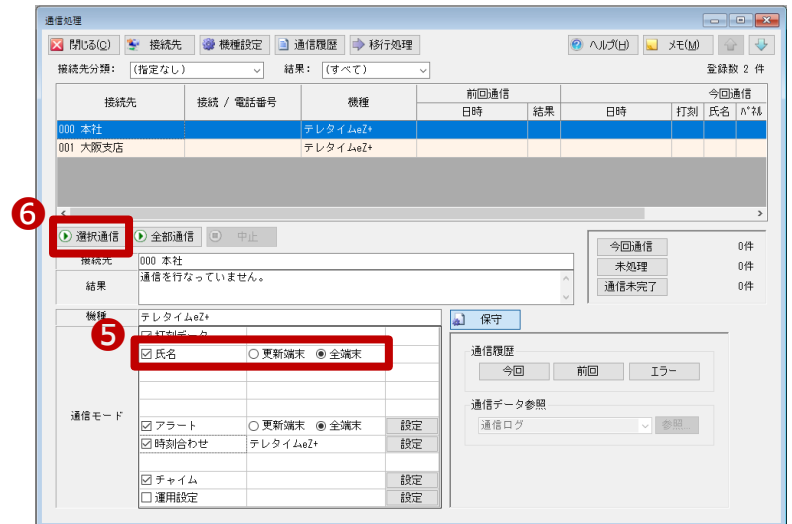 通信処理
閉じる(C) 接続先 機種設定 通信履歴 移行処理 ヘルプ(H) メモ(M)
接続先分類: (指定なし) 結果: (すべて) 登録数 2 件
接続先 接続 / 電話番号 機種 前回通信 今回通信
日時 結果 日時 打刻 氏名 ﾊﾟﾈﾙ
000 本社 テレタイムeZ+
001 大阪支店 テレタイムeZ+
6
選択通信 全部通信 中止
今回通信 0件
接続先 000 本社
未処理 0件
結果 通信を行なっていません。
通信未完了 0件
機種 テレタイムeZ+
保守
5
打刻データ
氏名 更新端末 全端末
通信履歴
今回 前回 エラー
通信データ参照
通信モード
アラート 更新端末 全端末 設定
通信ログ 参照...
時刻合わせ テレタイムeZ+ 設定
チャイム 設定
運用設定 設定